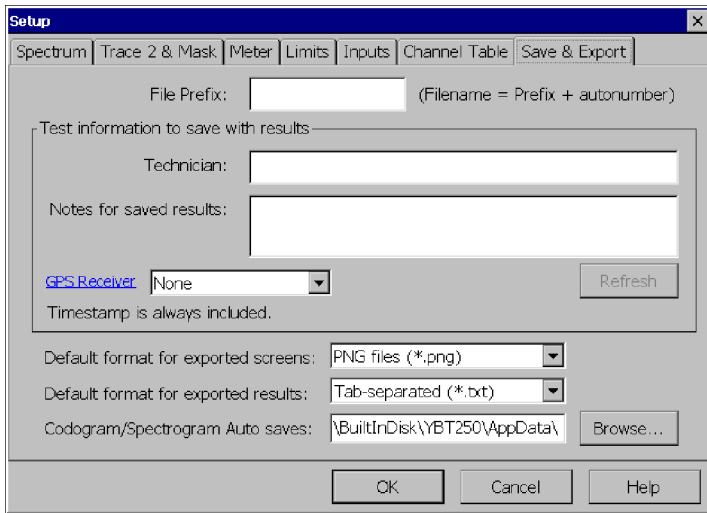 Setup
Spectrum Trace 2 & Mask Meter Limits Inputs Channel Table Save & Export
File Prefix: (Filename = Prefix + autonumber)
Test information to save with results
Technician:
Notes for saved results:
GPS Receiver None Refresh
Timestamp is always included.
Default format for exported screens: PNG files (*.png)
Default format for exported results: Tab-separated (*.txt)
Codogram/Spectrogram Auto saves: \BuiltInDisk\YBT250\AppData\ Browse...
OK Cancel Help